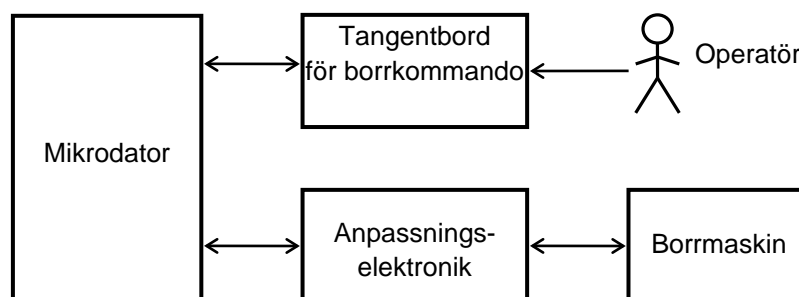 Tangentbord
för borrkommando
Operatör
Mikrodator
Anpassnings-
elektronik
Borrmaskin